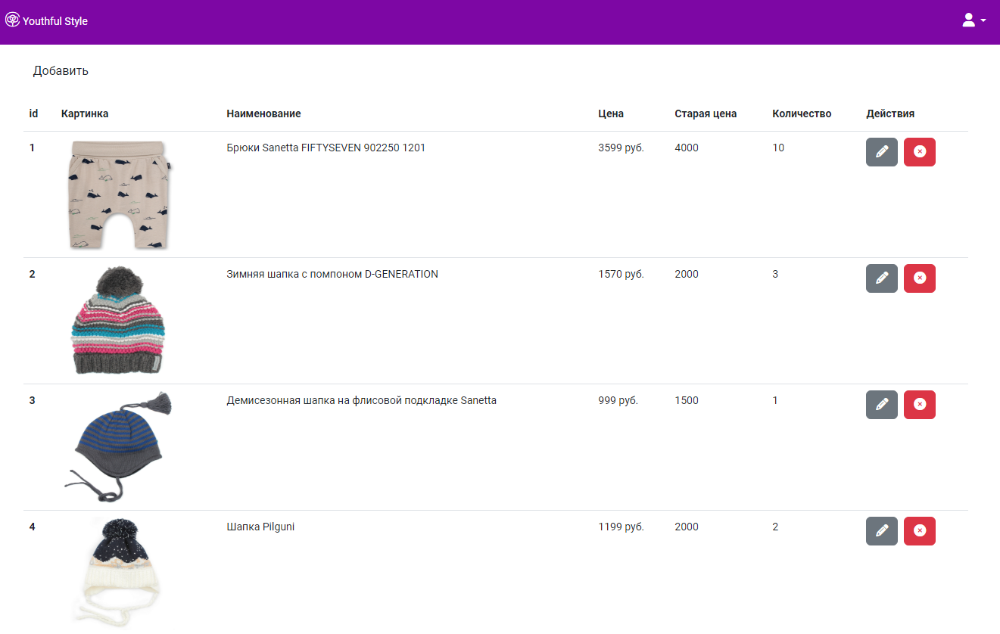 Youthful Style
Добавить
id Картинка Наименование Цена Старая цена Количество Действия
1 Брюки Sanetta FIFTYSEVEN 902250 1201 3599 руб. 4000 10
2 Зимняя шапка с помпоном D-GENERATION 1570 руб. 2000 3
3 Демисезонная шапка на флисовой подкладке Sanetta 999 руб. 1500 1
4 Шапка Pilguni 1199 руб. 2000 2